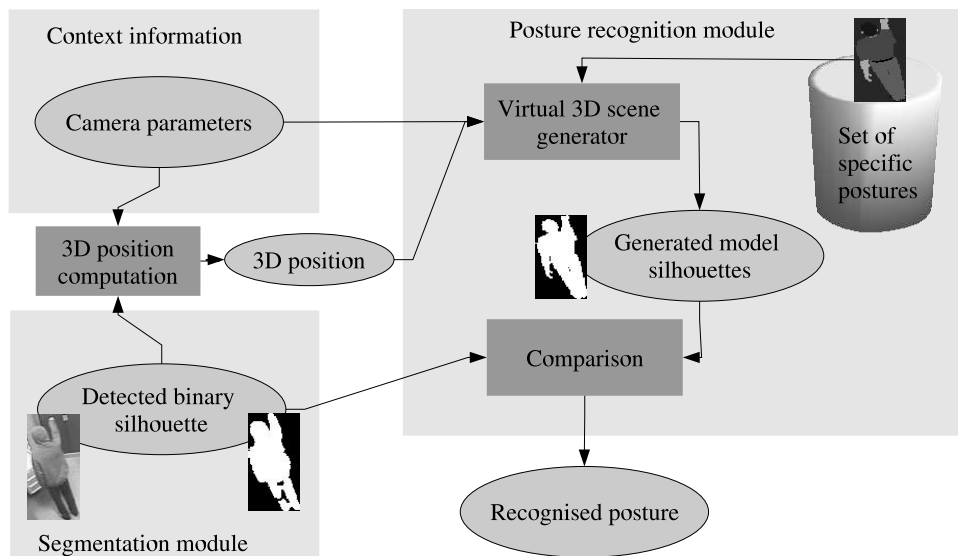 Context information
Camera parameters
3D position
computation
3D position
Detected binary
silhouette
Segmentation module
Posture recognition module
Virtual 3D scene
generator
Set of
specific
postures
Generated model
silhouettes
Comparison
Recognised posture